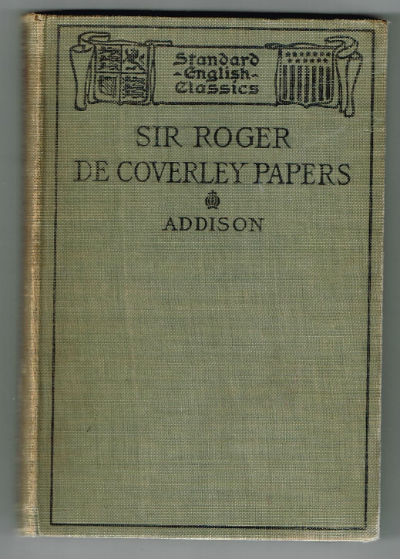 Standard
-English-
Classics
SIR ROGER
DE COVERLEY PAPERS
ADDISON